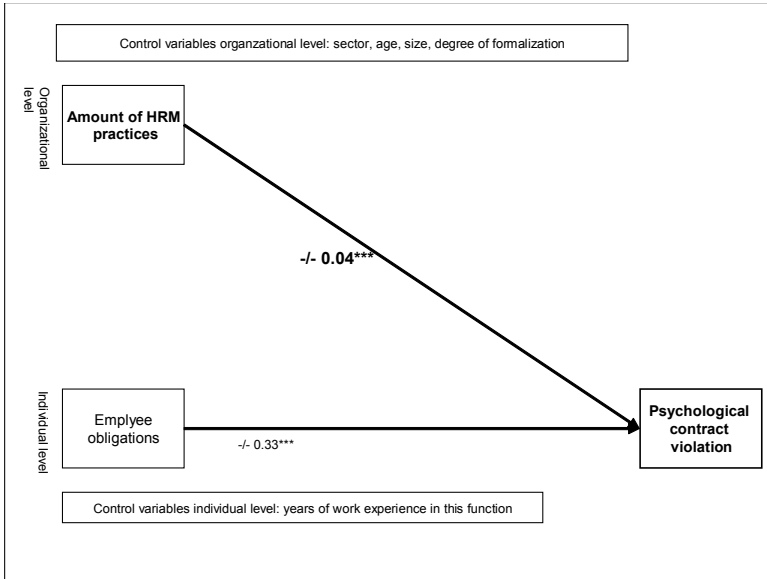 Control variables organzational level: sector, age, size, degree of formalization
Organizational
level
Amount of HRM
practices
-/- 0.04***
Individual level
Emplyee
obligations
-/- 0.33***
Psychological
contract
violation
Control variables individual level: years of work experience in this function